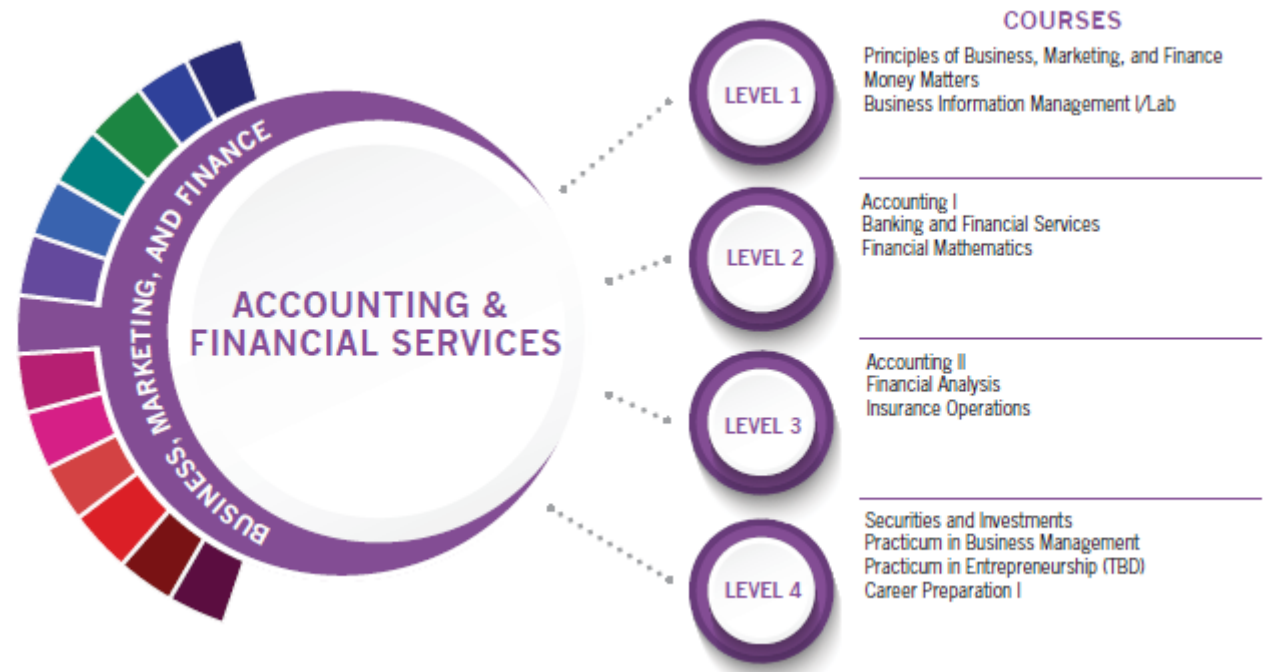 BUSINESS, MARKETING, AND FINANCE
ACCOUNTING &
FINANCIAL SERVICES
COURSES
LEVEL 1
Principles of Business, Marketing, and Finance
Money Matters
Business Information Management I/Lab
LEVEL 2
Accounting I
Banking and Financial Services
Financial Mathematics
LEVEL 3
Accounting II
Financial Analysis
Insurance Operations
LEVEL 4
Securities and Investments
Practicum in Business Management
Practicum in Entrepreneurship (TBD)
Career Preparation I